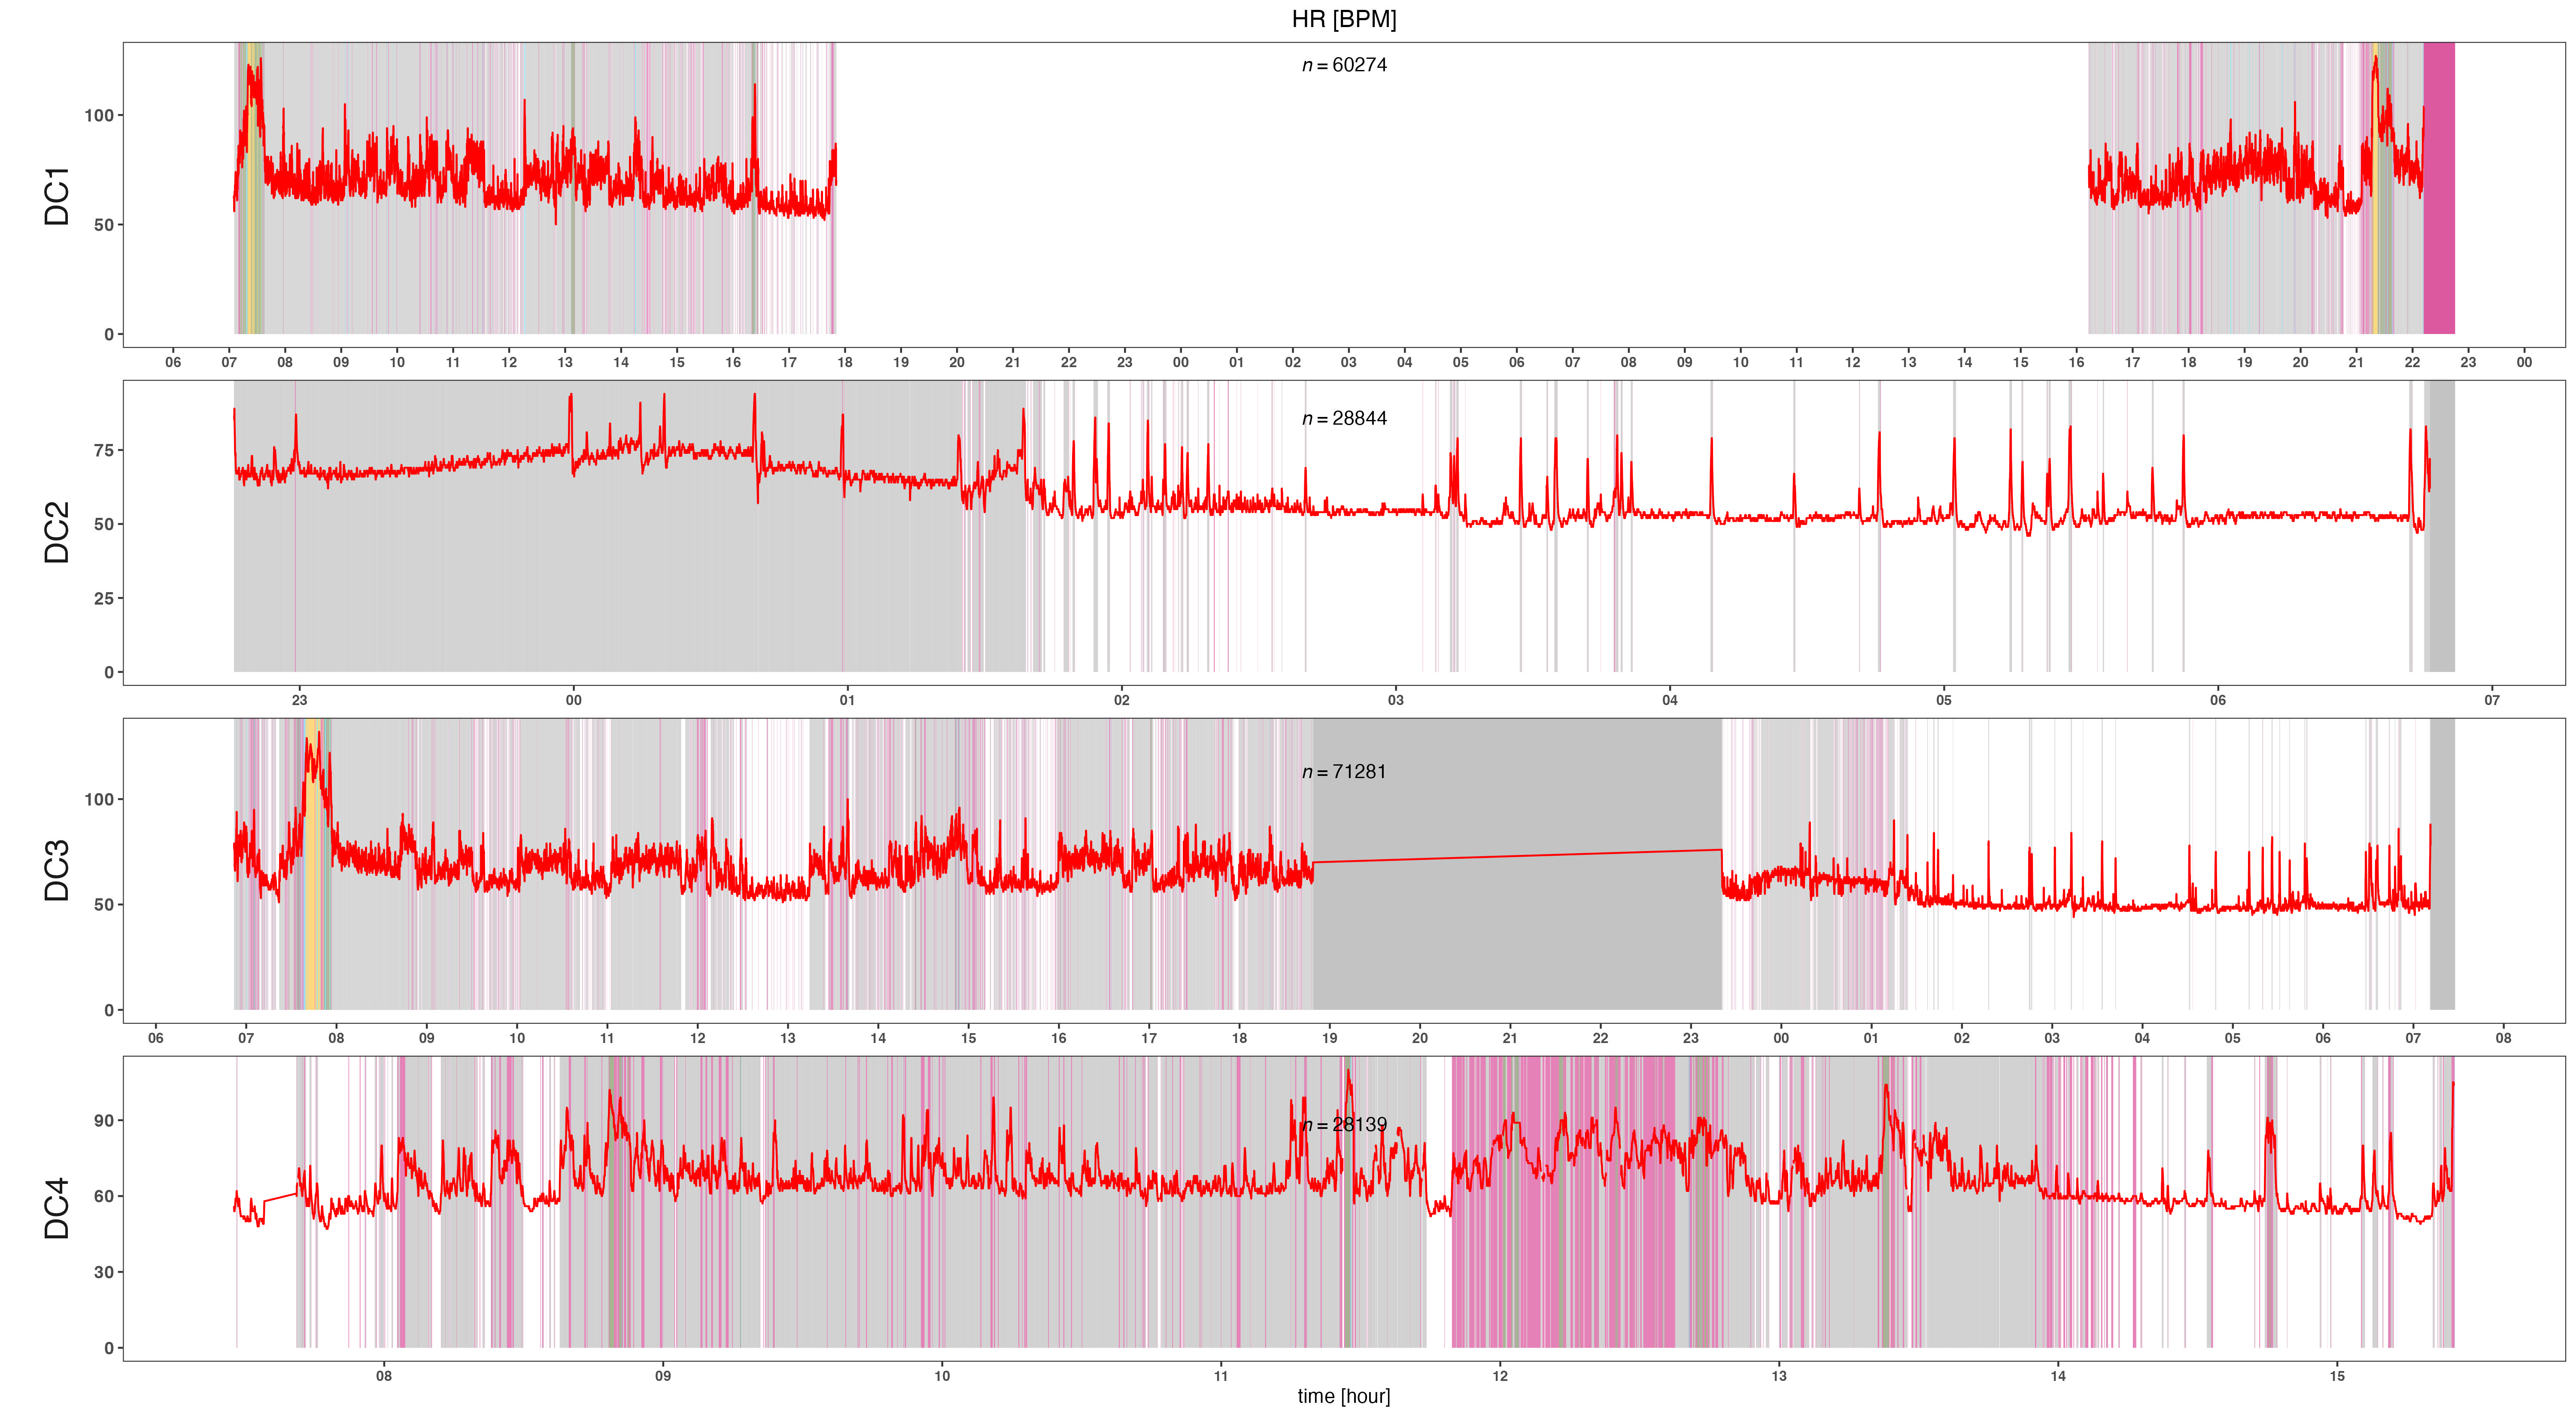 HR [BPM]
n = 60274
DC1
100
50
0
06 07 08 09 10 11 12 13 14 15 16 17 18 19 20 21 22 23 00 01 02 03 04 05 06 07 08 09 10 11 12 13 14 15 16 17 18 19 20 21 22 23 00
n = 28844
DC2
75
50
25
0
23 00 01 02 03 04 05 06 07
n = 71281
DC3
100
50
0
06 07 08 09 10 11 12 13 14 15 16 17 18 19 20 21 22 23 00 01 02 03 04 05 06 07 08
n = 28139
DC4
90
60
30
0
08 09 10 11 12 13 14 15
time [hour]